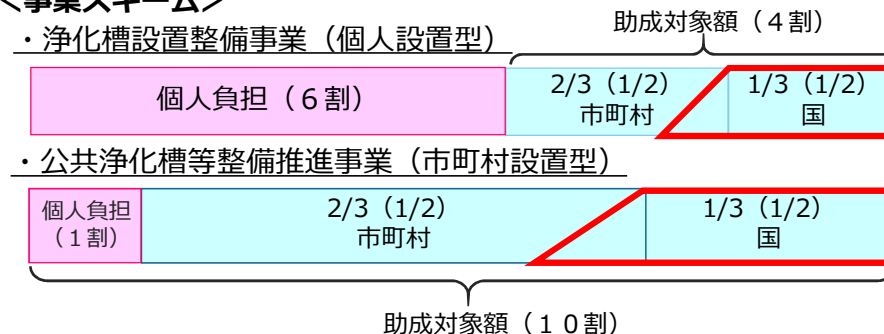 ＜事業スキーム＞
・浄化槽設置整備事業（個人設置型）
助成対象額（４割）
個人負担（６割）
2/3（1/2）
市町村
1/3（1/2）
国
・公共浄化槽等整備推進事業（市町村設置型）
個人負担
（１割）
2/3（1/2）
市町村
1/3（1/2）
国
助成対象額（１０割）